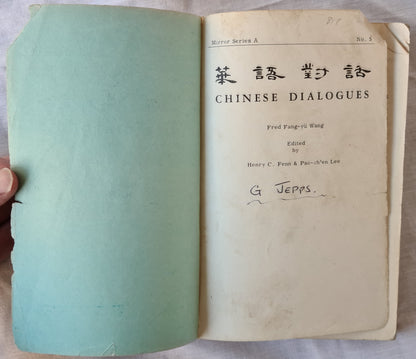 Mirror Series A No. 5
華語對話
CHINESE DIALOGUES
Fred Fang-yü Wang
Edited
by
Henry C. Fenn & Pao-ch'en Lee
G JEPPS.